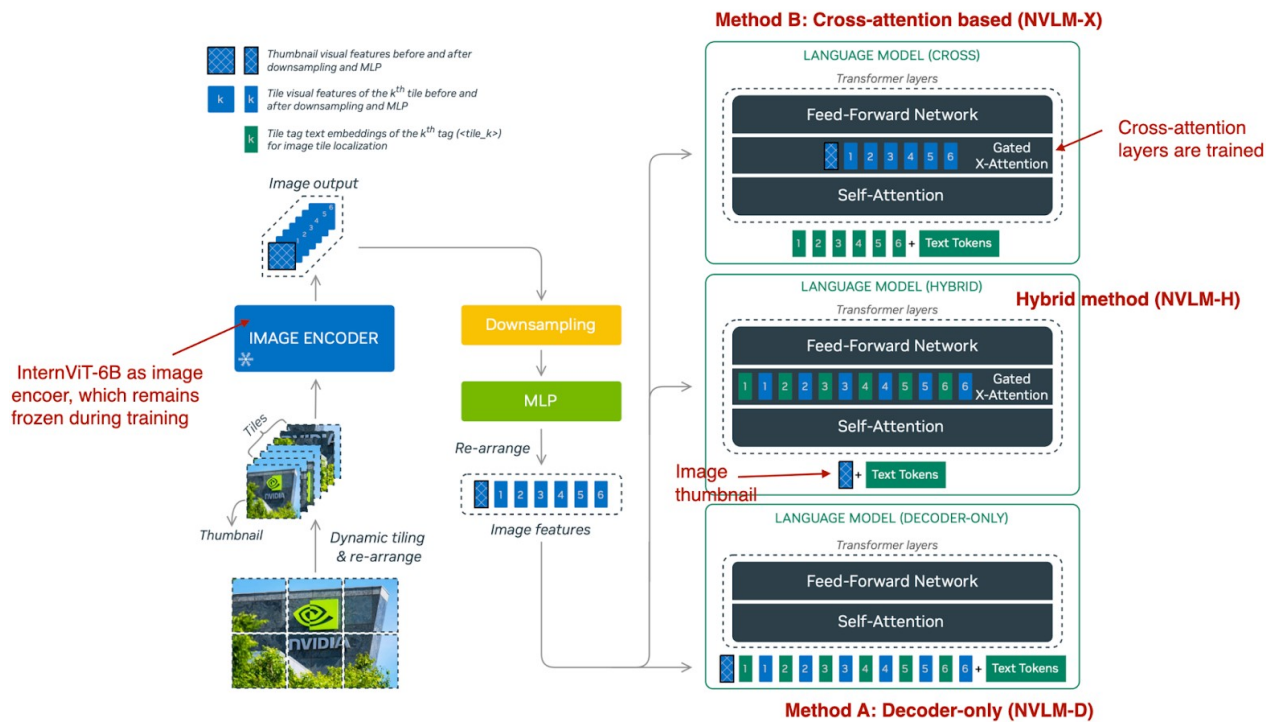 Method B: Cross-attention based (NVLM-X)
Thumbnail visual features before and after
downsampling and MLP
k k Tile visual features of the kth tile before and
after downsampling and MLP
k Tile tag text embeddings of the kth tag (<tile_k>)
for image tile localization
Image output
1 2 3 4 5 6
IMAGE ENCODER
InternViT-6B as image
encoer, which remains
frozen during training
Tiles
NVIDIA
Thumbnail
Dynamic tiling
& re-arrange
NVIDIA
Downsampling
MLP
Re-arrange
1 2 3 4 5 6
Image features
LANGUAGE MODEL (CROSS)
Transformer layers
Feed-Forward Network
1 2 3 4 5 6 Gated
X-Attention
Self-Attention
1 2 3 4 5 6 + Text Tokens
Cross-attention
layers are trained
LANGUAGE MODEL (HYBRID)
Hybrid method (NVLM-H)
Transformer layers
Feed-Forward Network
1 1 2 2 3 3 4 4 5 5 6 6 Gated
X-Attention
Self-Attention
Image
thumbnail
+ Text Tokens
LANGUAGE MODEL (DECODER-ONLY)
Transformer layers
Feed-Forward Network
Self-Attention
1 1 2 2 3 3 4 4 5 5 6 6 + Text Tokens
Method A: Decoder-only (NVLM-D)